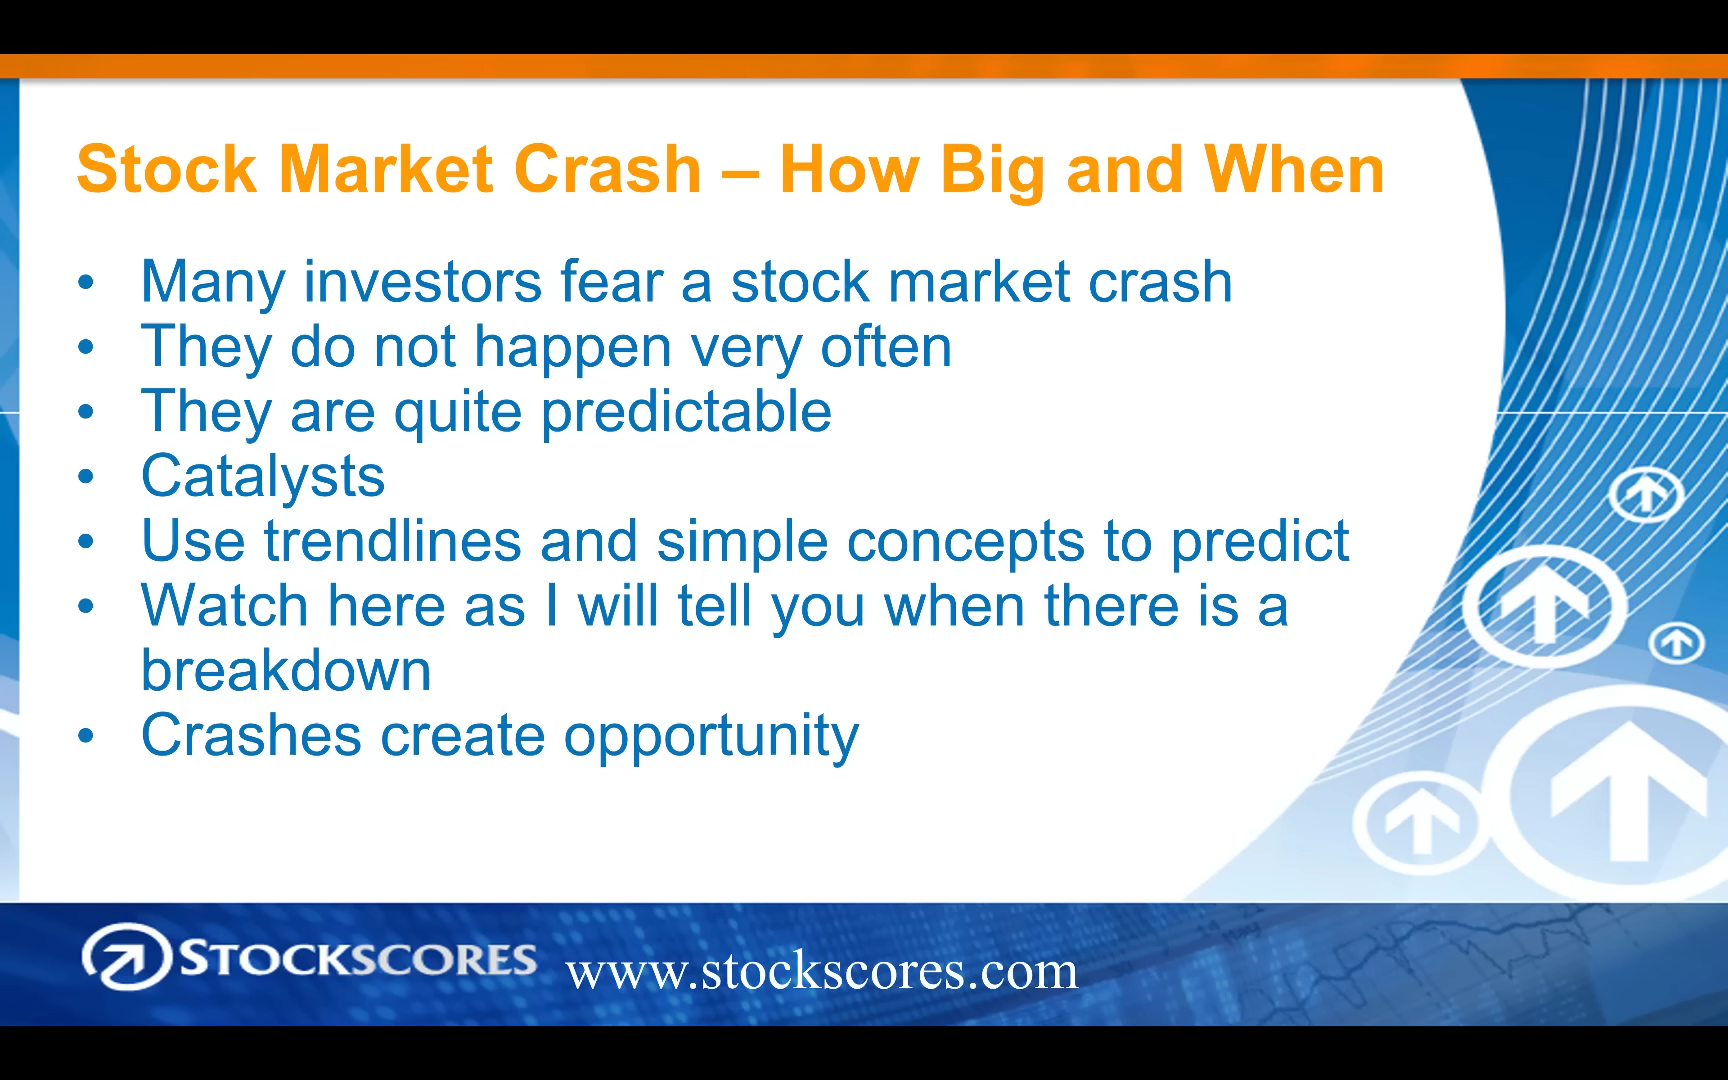 Stock Market Crash – How Big and When
• Many investors fear a stock market crash
• They do not happen very often
• They are quite predictable
• Catalysts
• Use trendlines and simple concepts to predict
• Watch here as I will tell you when there is a
breakdown
• Crashes create opportunity
STOCKSCORES www.stockscores.com